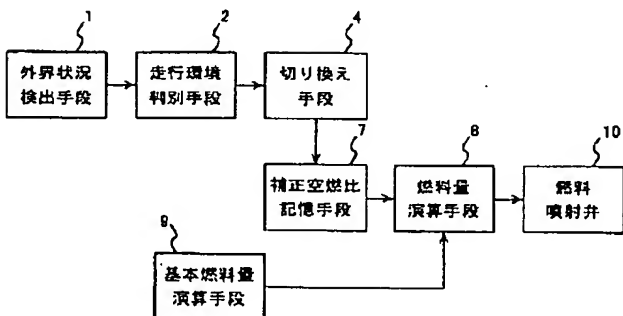 1
外界状況
検出手段
2
走行環境
判別手段
4
切り換え
手段
7
補正空燃比
記憶手段
8
燃料量
演算手段
10
燃料
噴射弁
9
基本燃料量
演算手段